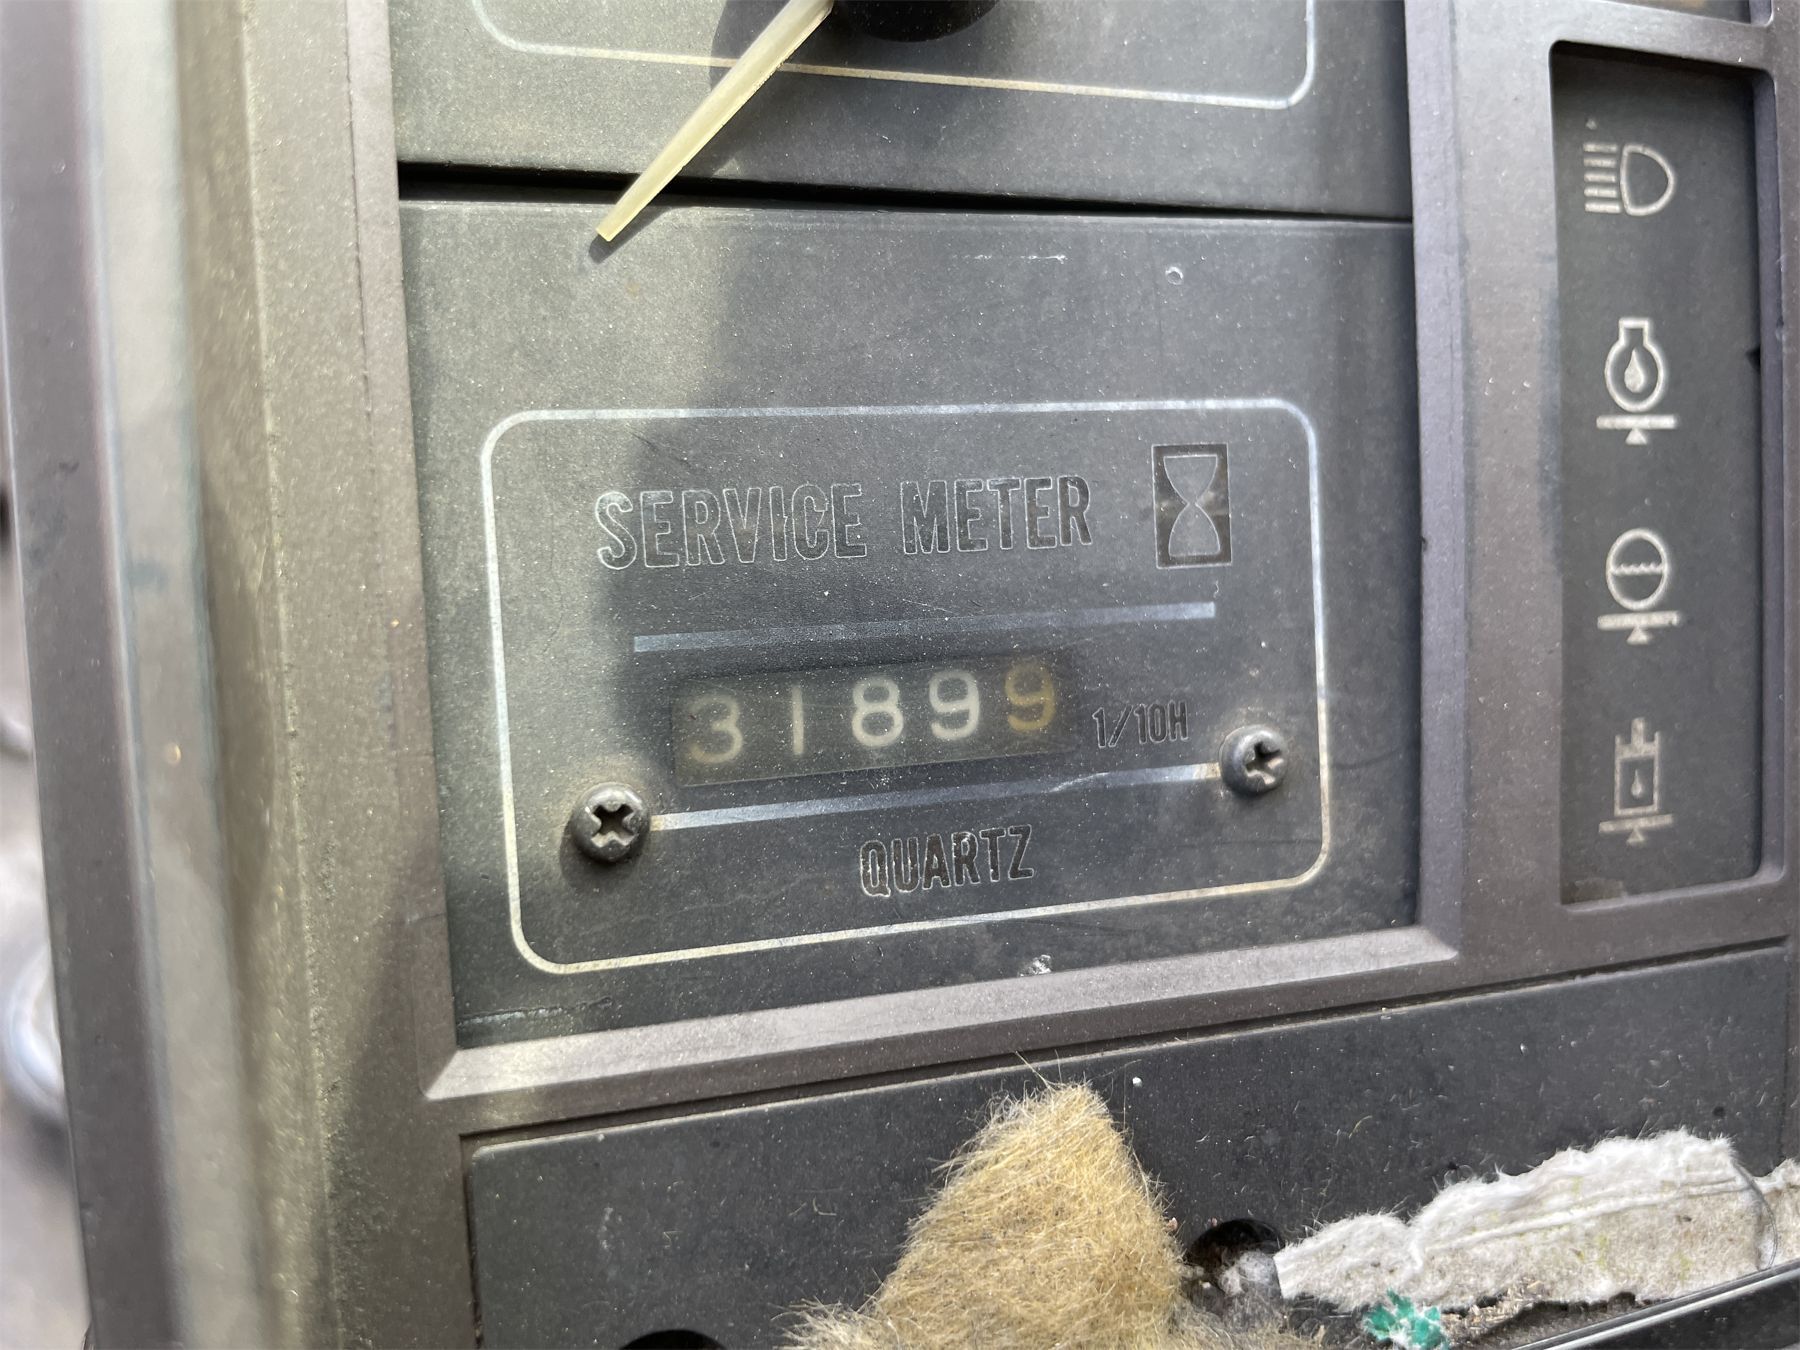 SERVICE METER
31899 1/10H
QUARTZ